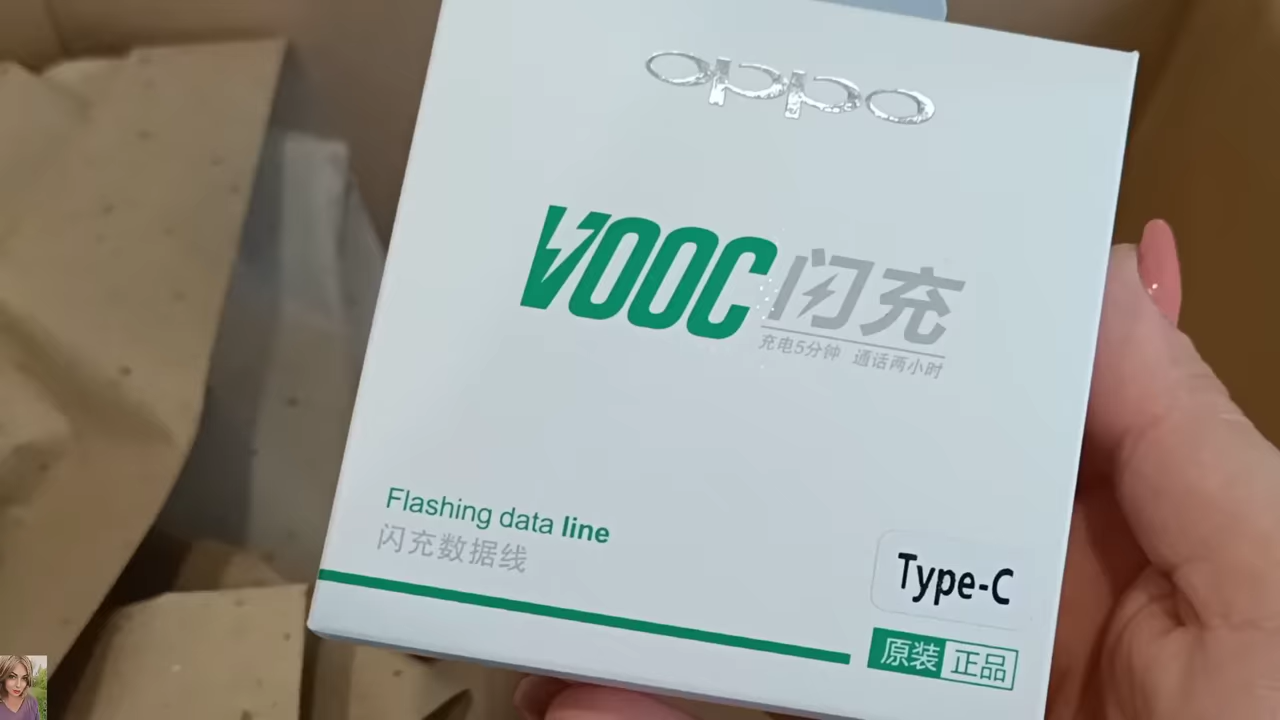 oppo
VOOC闪充
充电5分钟 通话两小时
Flashing data line
闪充数据线
Type-C
原装正品